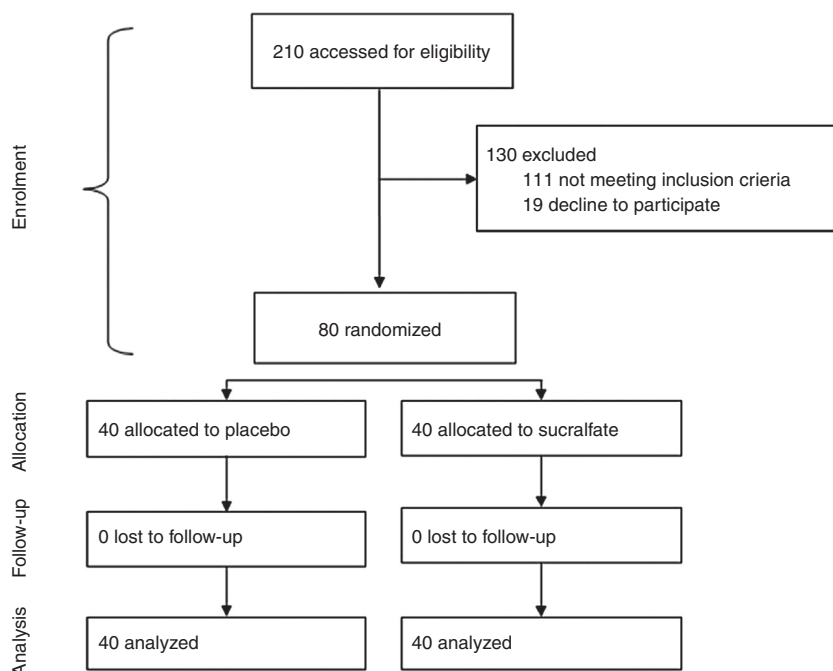 210 accessed for eligibility
Enrolment
130 excluded
111 not meeting inclusion crieria
19 decline to participate
80 randomized
Allocation
40 allocated to placebo
40 allocated to sucralfate
Follow-up
0 lost to follow-up
0 lost to follow-up
Analysis
40 analyzed
40 analyzed